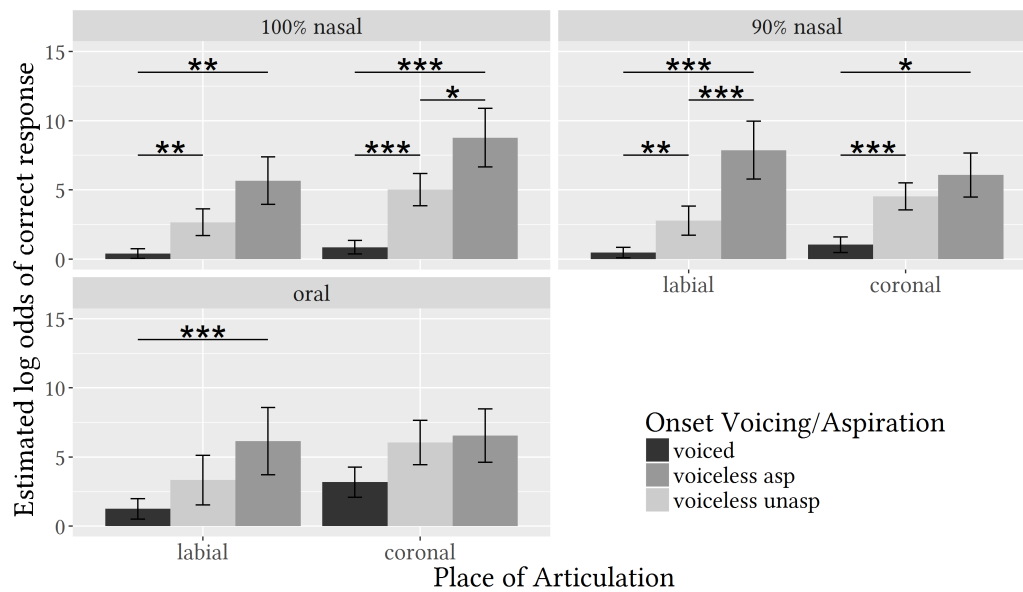 100% nasal
90% nasal
Estimated log odds of correct response
15
10
5
0
**
***
**
***
*
***
*
***
**
***
labial
coronal
oral
15
10
5
0
***
labial
coronal
Place of Articulation
Onset Voicing/Aspiration
voiced
voiceless asp
voiceless unasp